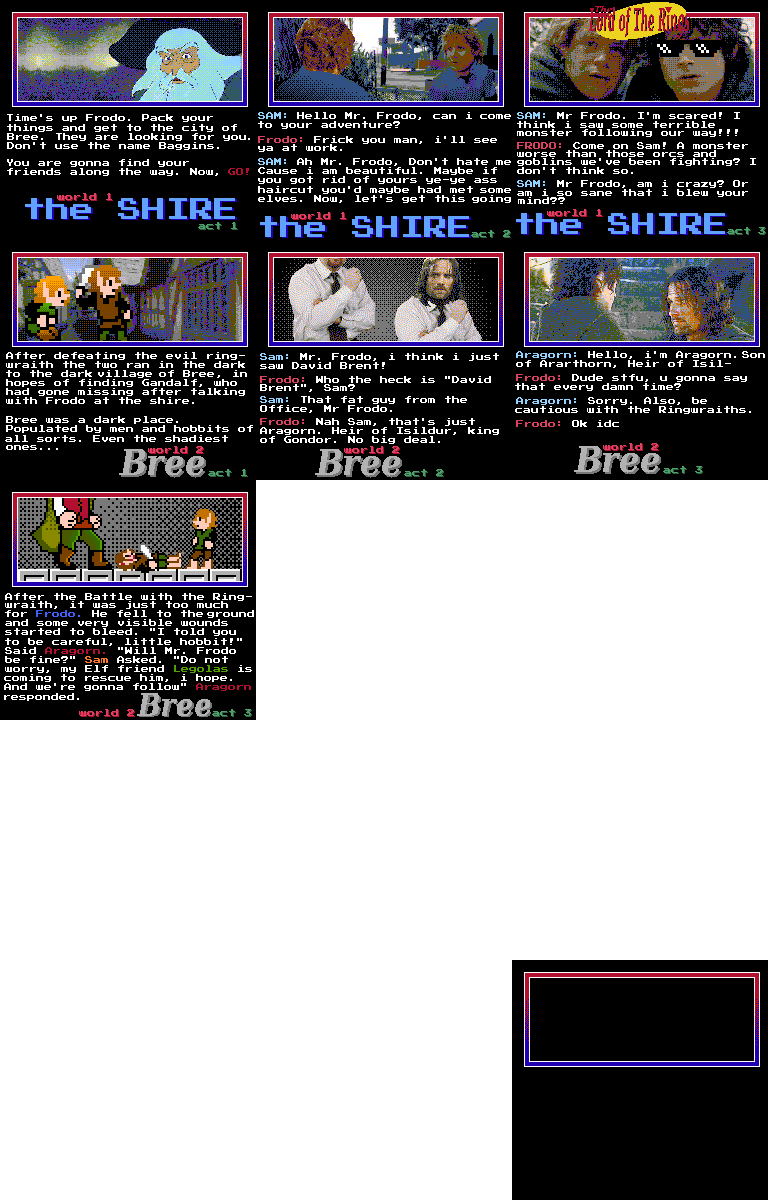 Time's up Frodo. Pack your
things and get to the city of
Bree. They are looking for you.
Don't use the name Baggins.
You are gonna find your
friends along the way. Now, GO!
world 1
the SHIRE
act 1
SAM: Hello Mr. Frodo, can i come
to your adventure?
Frodo: Frick you man, i'll see
ya at work.
SAM: Ah Mr. Frodo, Don't hate me
Cause i am beautiful. Maybe if
you got rid of yours ye-ye ass
haircut you'd maybe had met some
elves. Now, let's get this going
world 1
the SHIRE
act 2
The
Lord of The Rings
SAM: Mr Frodo. I'm scared! I
think i saw some terrible
monster following our way!!!
FRODO: Come on Sam! A monster
worse than those orcs and
goblins we've been fighting? I
don't think so.
SAM: Mr Frodo, am i crazy? Or
am i so sane that i blew your
mind??
world 1
the SHIRE
act 3
After defeating the evil ring-
wraith the two ran in the dark
to the dark village of Bree, in
hopes of finding Gandalf, who
had gone missing after talking
with Frodo at the shire.
Bree was a dark place.
Populated by men and hobbits of
all sorts. Even the shadiest
ones...
world 2
Bree
act 1
Sam: Mr. Frodo, i think i just
saw David Brent!
Frodo: Who the heck is "David
Brent", Sam?
Sam: That fat guy from the
Office, Mr Frodo.
Frodo: Nah Sam, that's just
Aragorn. Heir of Isildur, king
of Gondor. No big deal.
world 2
Bree
act 2
Aragorn: Hello, i'm Aragorn.Son
of Ararthorn, Heir of Isil-
Frodo: Dude stfu, u gonna say
that every damn time?
Aragorn: Sorry. Also, be
cautious with the Ringwraiths.
Frodo: Ok idc
world 2
Bree
act 3
After the Battle with the Ring-
wraith, it was just too much
for Frodo. He fell to the ground
and some very visible wounds
started to bleed. "I told you
to be careful, little hobbit!"
Said Aragorn. "Will Mr. Frodo
be fine?" Sam Asked. "Do not
worry, my Elf friend Legolas is
coming to rescue him, i hope.
And we're gonna follow" Aragorn
responded.
world 2
Bree
act 3